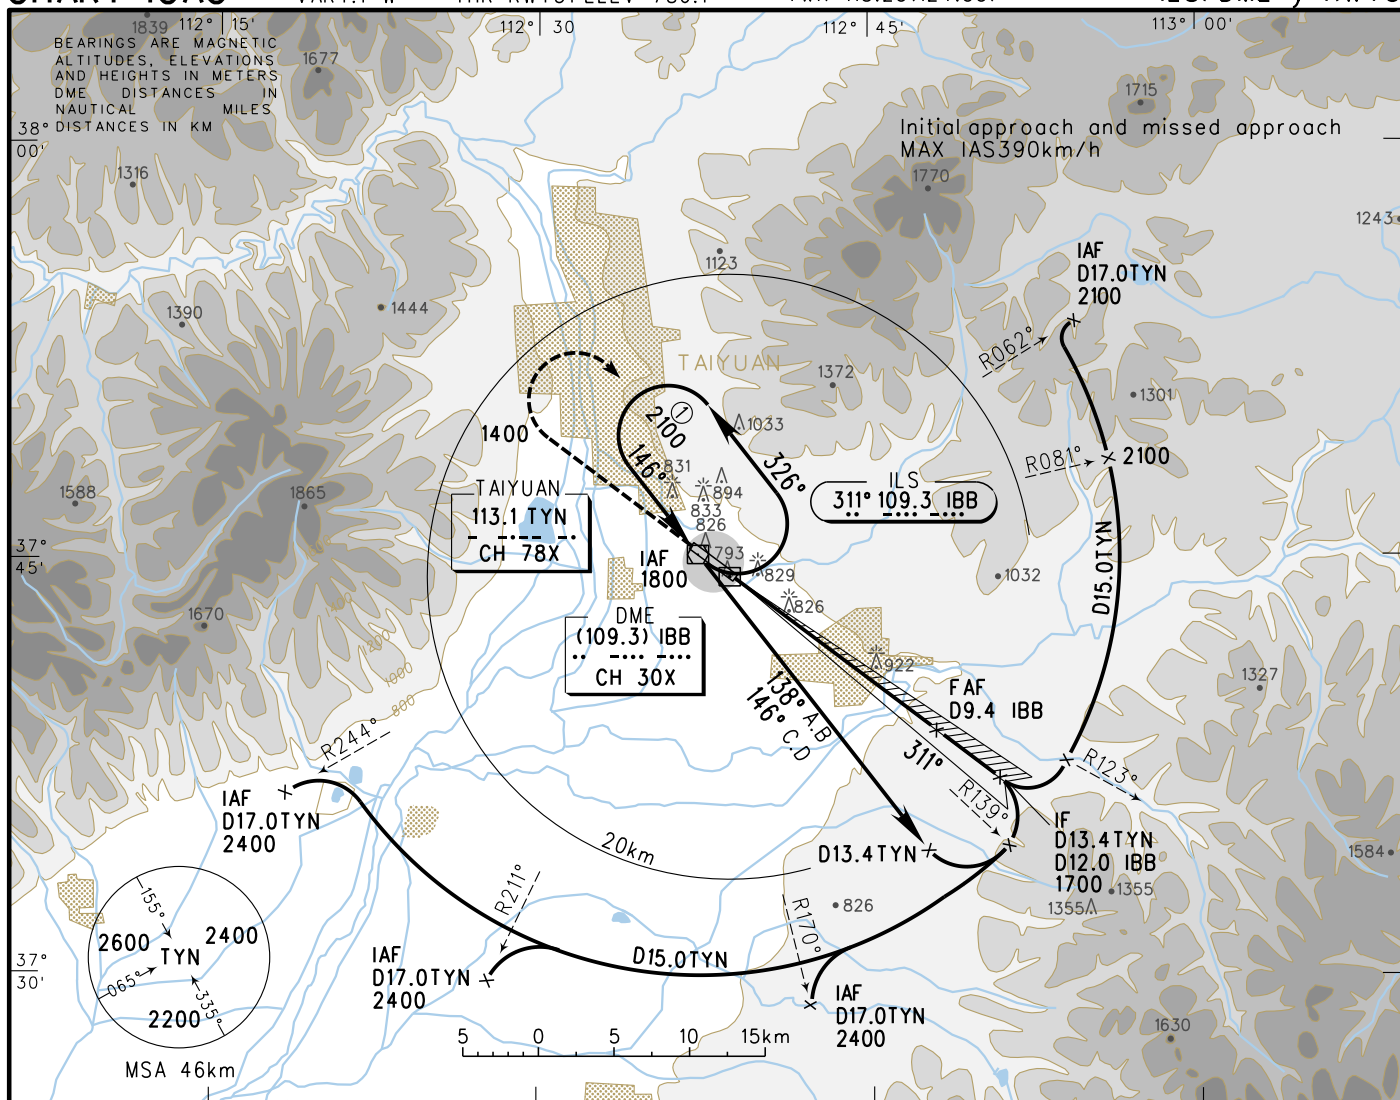 112° 15'
112° 30'
112° 45'
113° 00'
1839
BEARINGS ARE MAGNETIC
ALTITUDES, ELEVATIONS
AND HEIGHTS IN METERS
DME DISTANCES IN
NAUTICAL MILES
DISTANCES IN KM
1677
1715
38°
00'
Initial approach and missed approach
MAX IAS390km/h
1316
1770
1243
1123
IAF
D17.0TYN
2100
1390
1444
R062°
TAIYUAN
1372
1301
1
2100
1033
1400
146°
326°
R081°
2100
831
894
833
826
ILS
311° 109.3 IBB
1588
1865
TAIYUAN
113.1 TYN
CH 78X
37°
45'
IAF
1800
793
829
1032
D15.0TYN
826
DME
(109.3) IBB
CH 30X
1670
1400
1200
1000
800
922
1327
FAF
D9.4 IBB
138° A.B
146° C.D
311°
R244°
R123°
R139°
IAF
D17.0TYN
2400
IF
D13.4TYN
D12.0 IBB
1700
D13.4TYN
20km
1584
1355
1355
R211°
826
R170°
155°
2600
2400
TYN
065°
335°
2200
MSA 46km
37°
30'
IAF
D17.0TYN
2400
D15.0TYN
IAF
D17.0TYN
2400
1630
5 0 5 10 15km